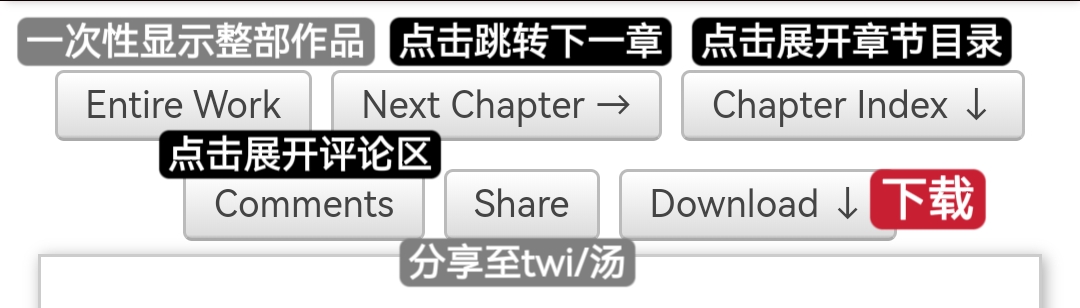 一次性显示整部作品 点击跳转下一章 点击展开章节目录
Entire Work Next Chapter → Chapter Index ↓
点击展开评论区
Comments Share Download ↓ 下载
分享至twi/汤